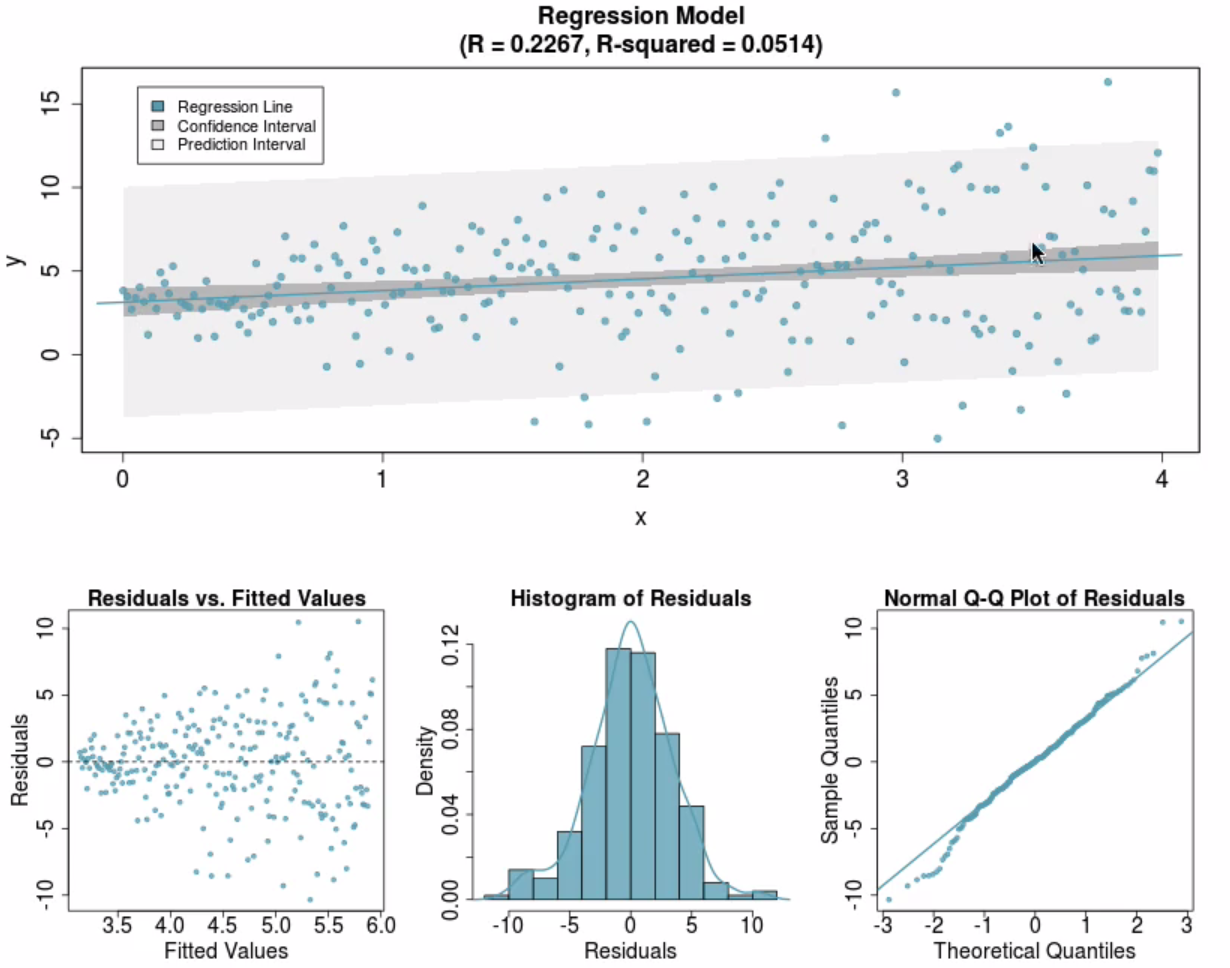 Regression Model
(R = 0.2267, R-squared = 0.0514)
Regression Line
Confidence Interval
Prediction Interval
15
10
5
0
-5
y
0 1 2 3 4
x
Residuals vs. Fitted Values
10
5
0
-5
-10
Residuals
3.5 4.0 4.5 5.0 5.5 6.0
Fitted Values
Histogram of Residuals
0.12
0.08
0.04
0.00
Density
-10 -5 0 5 10
Residuals
Normal Q-Q Plot of Residuals
10
5
0
-5
-10
Sample Quantiles
-3 -2 -1 0 1 2 3
Theoretical Quantiles